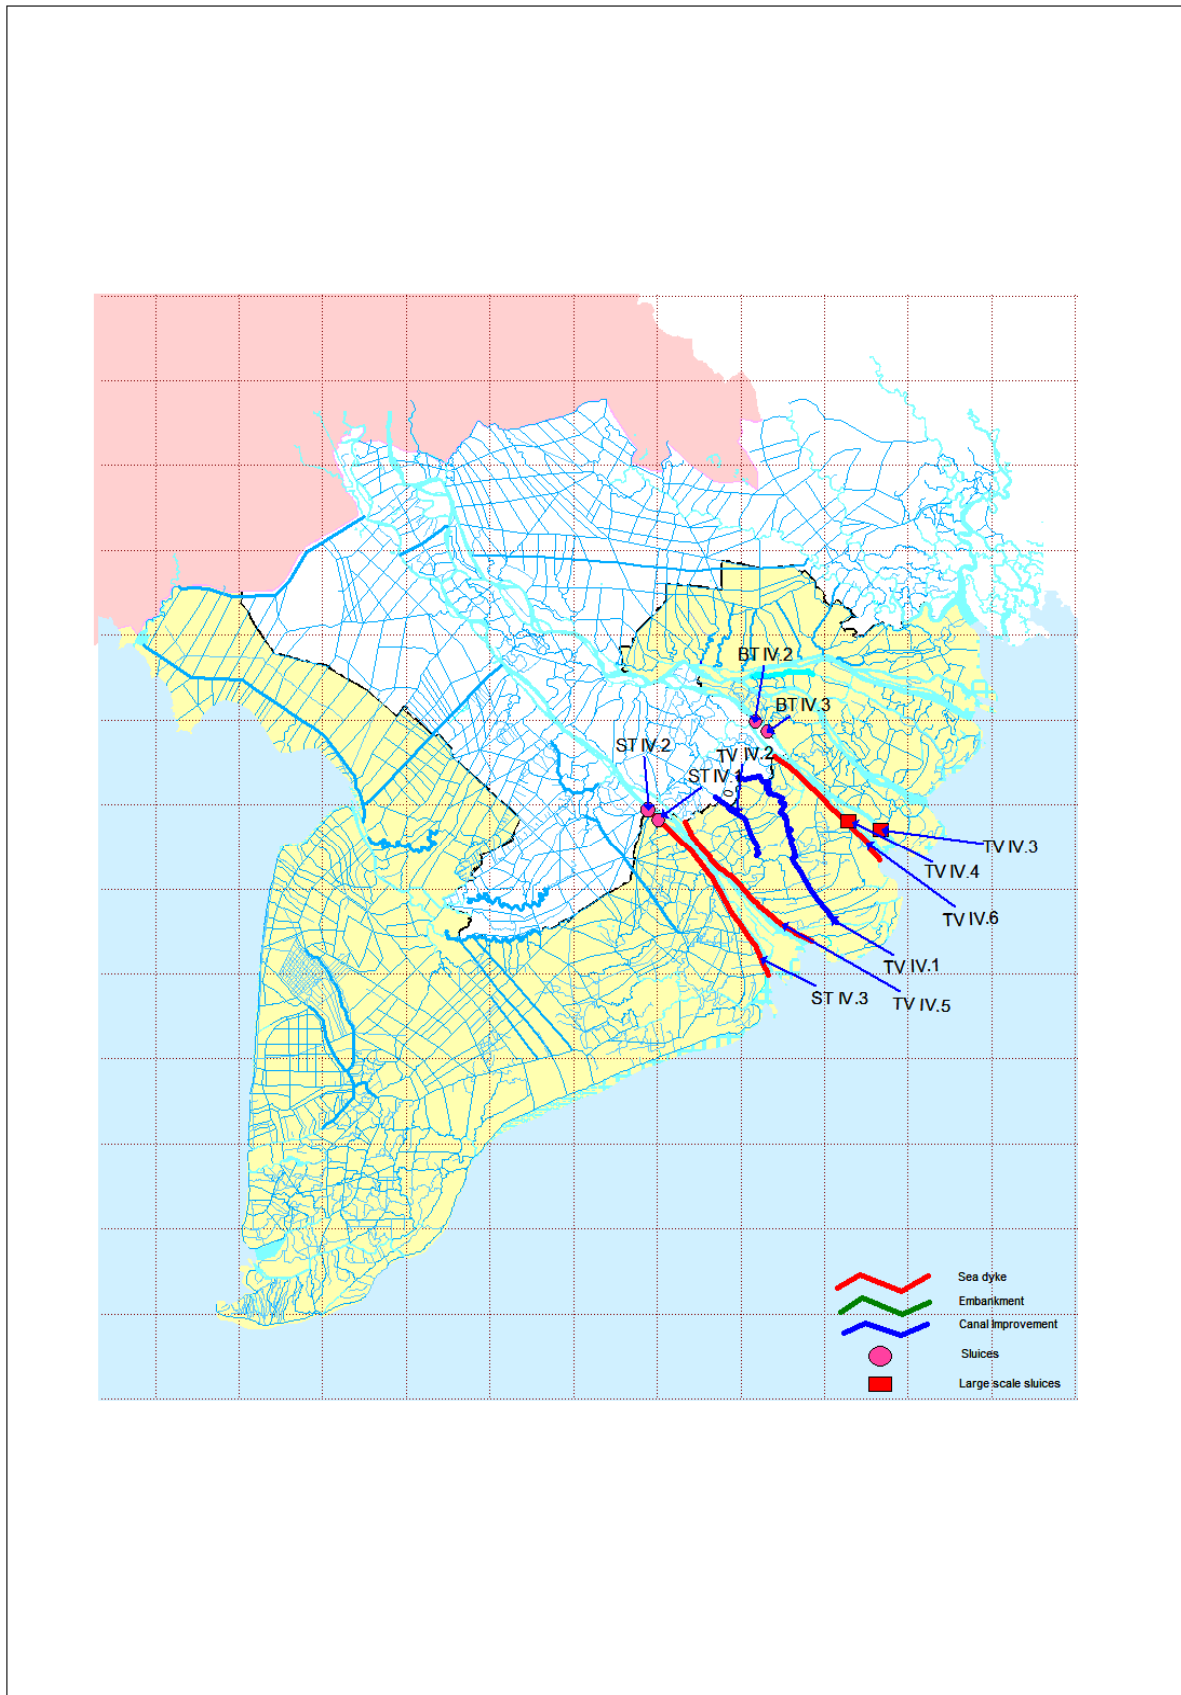 BT IV.2
BT IV.3
ST IV.2
TV IV.2
ST IV.1
TV IV.3
TV IV.4
TV IV.6
TV IV.1
ST IV.3
TV IV.5
Sea dyke
Embankment
Canal Improvement
Sluices
Large scale sluices